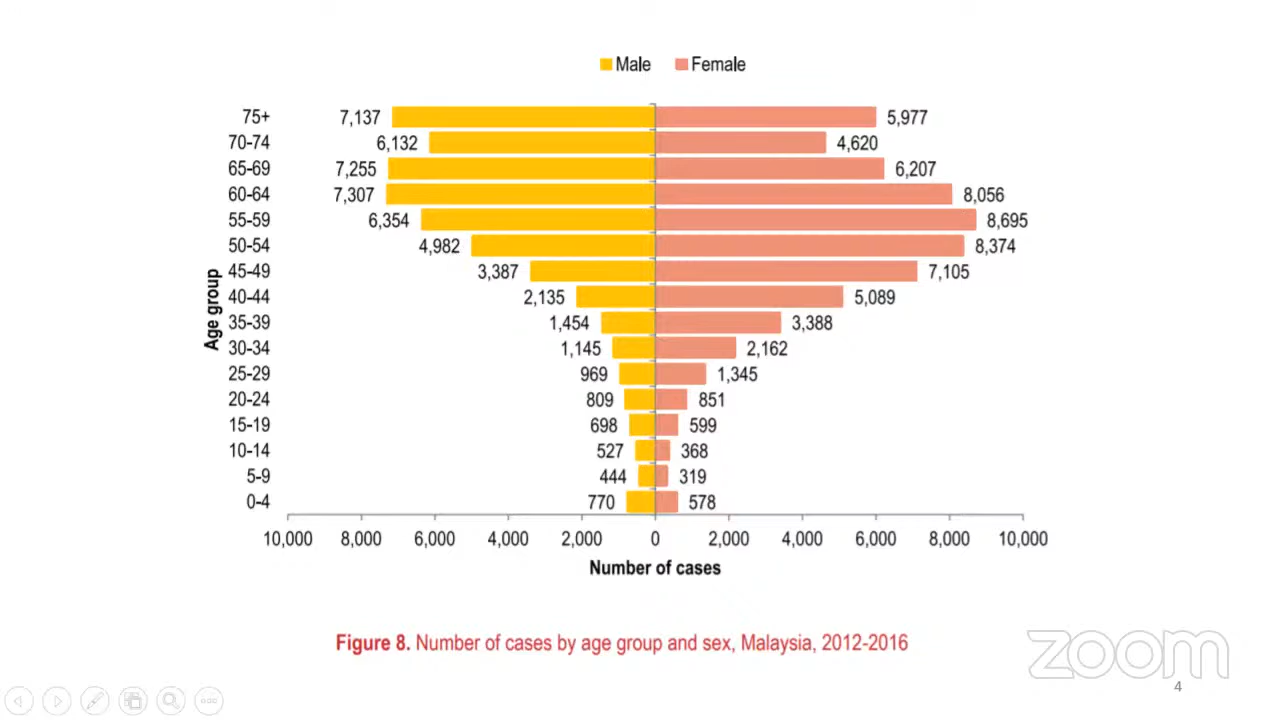 Male Female
75+ 7,137 5,977
70-74 6,132 4,620
65-69 7,255 6,207
60-64 7,307 8,056
55-59 6,354 8,695
50-54 4,982 8,374
45-49 3,387 7,105
40-44 2,135 5,089
35-39 1,454 3,388
30-34 1,145 2,162
25-29 969 1,345
20-24 809 851
15-19 698 599
10-14 527 368
5-9 444 319
0-4 770 578
Age group
10,000 8,000 6,000 4,000 2,000 0 2,000 4,000 6,000 8,000 10,000
Number of cases
Figure 8. Number of cases by age group and sex, Malaysia, 2012-2016
zoom
4